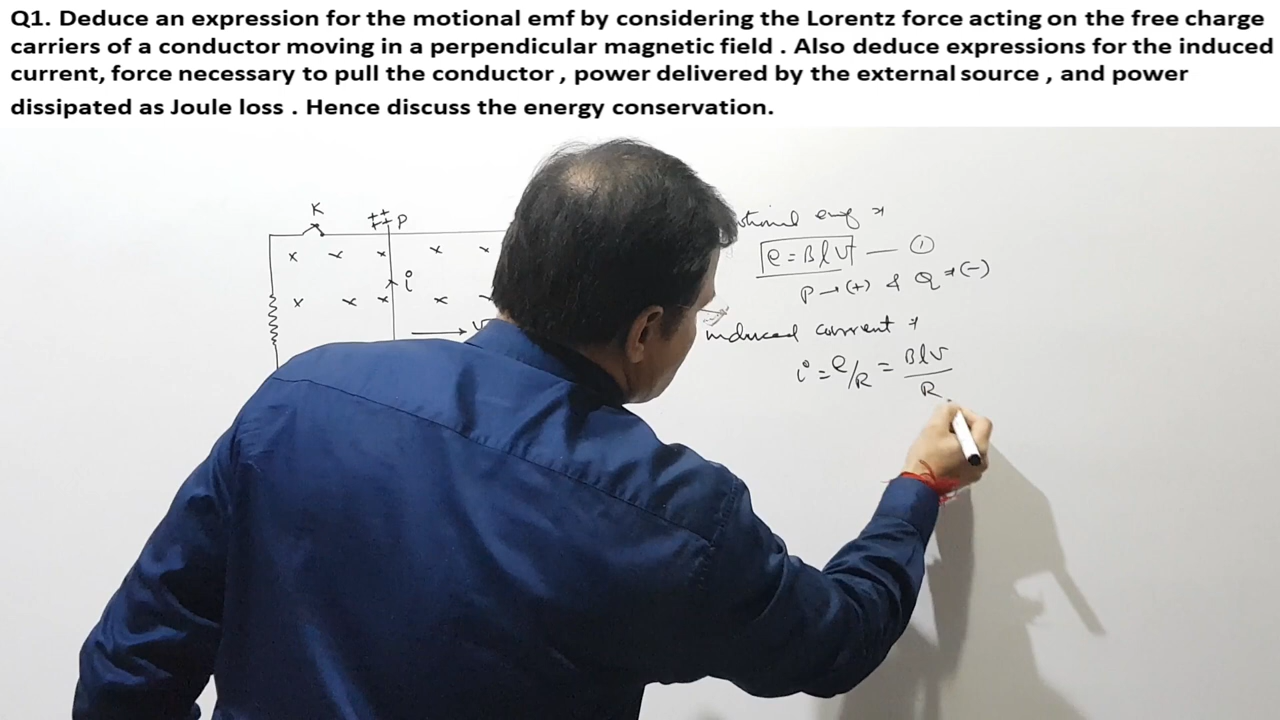 Q1. Deduce an expression for the motional emf by considering the Lorentz force acting on the free charge
carriers of a conductor moving in a perpendicular magnetic field . Also deduce expressions for the induced
current, force necessary to pull the conductor , power delivered by the external source , and power
dissipated as Joule loss . Hence discuss the energy conservation.
K
++
++ P
x x x x x
i
x x x x x
V
otional emf →
e = Blv — ①
P → (+) & Q → (-)
induced current →
i = e/R = Blv/R